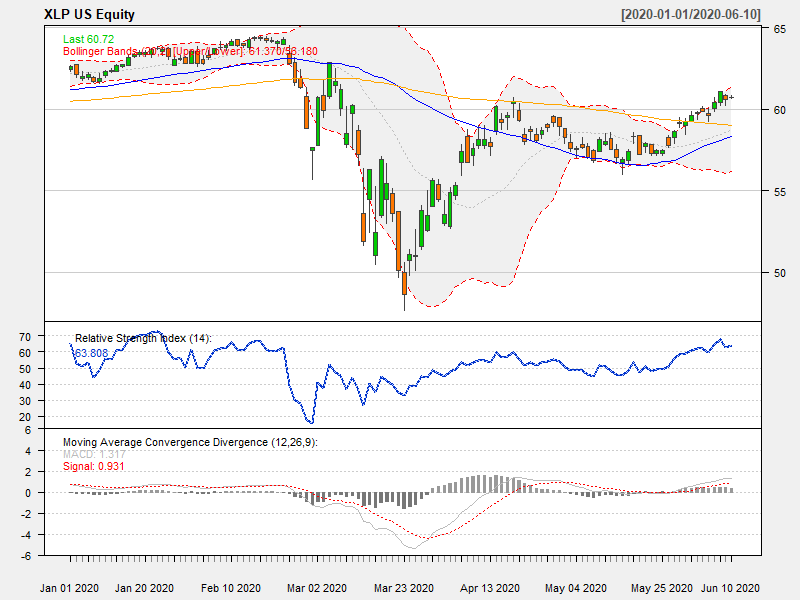 XLP US Equity [2020-01-01/2020-06-10]
Last 60.72
Bollinger Bands (20,2) [Upper/Lower]: 61.370/56.180
65
60
55
50
Relative Strength Index (14):
63.808
70
60
50
40
30
20
6
Moving Average Convergence Divergence (12,26,9):
MACD: 1.317
Signal: 0.931
4
2
0
-2
-4
-6
Jan 01 2020 Jan 20 2020 Feb 10 2020 Mar 02 2020 Mar 23 2020 Apr 13 2020 May 04 2020 May 25 2020 Jun 10 2020